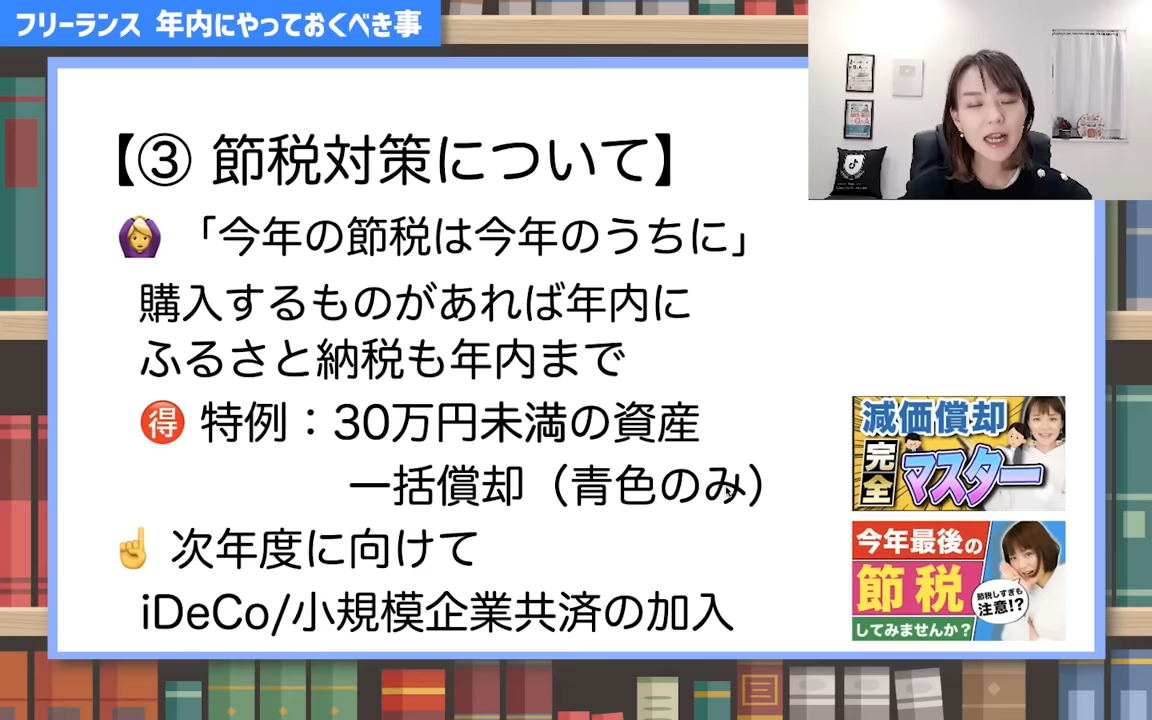 フリーランス 年内にやっておくべき事
【③ 節税対策について】
「今年の節税は今年のうちに」
購入するものがあれば年内に
ふるさと納税も年内まで
得 特例：30万円未満の資産
一括償却（青色のみ）
次年度に向けて
iDeCo/小規模企業共済の加入
減価償却
完全
マスター
今年最後の
節税
節税しすぎも
注意!?
してみませんか？